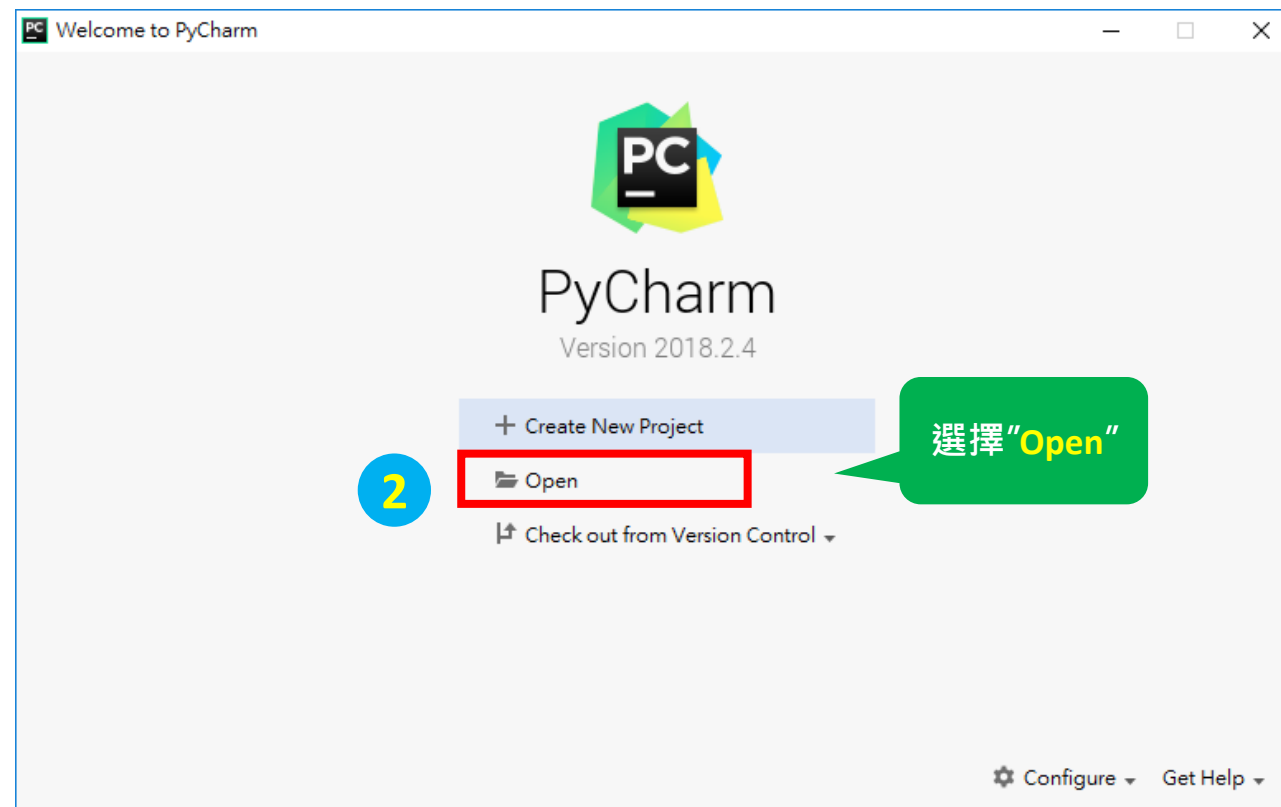 PC Welcome to PyCharm
PC
PyCharm
Version 2018.2.4
Create New Project
選擇"Open"
2
Open
Check out from Version Control
Configure
Get Help